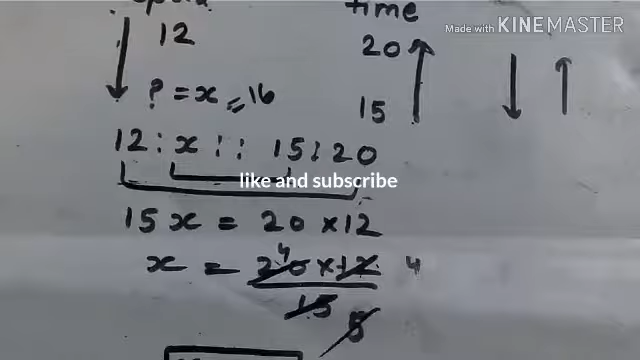 time
Made with KINEMASTER
12
20
? = x = 16
15
12 : x : : 15 : 20
like and subscribe
15 x = 20 × 12
4
x = 20 × 12 4
15
5